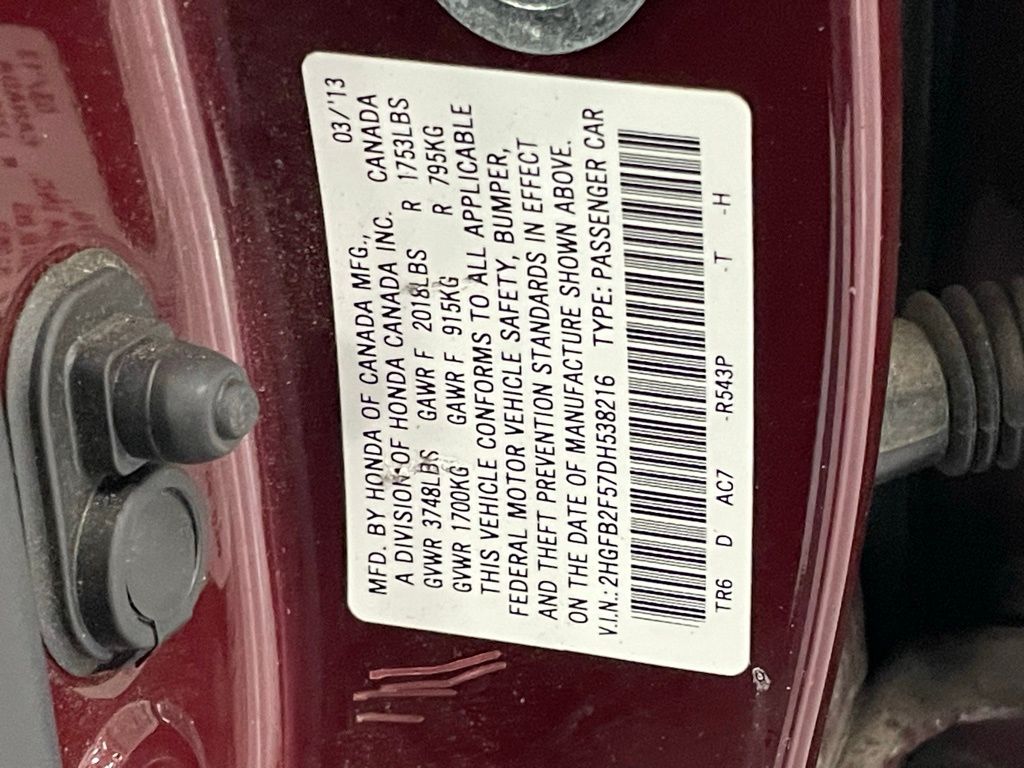 MFD. BY HONDA OF CANADA MFG., 03/'13
A DIVISION OF HONDA CANADA INC. CANADA
GVWR 3748LBS GAWR F 2018LBS R 1753LBS
GVWR 1700KG GAWR F 915KG R 795KG
THIS VEHICLE CONFORMS TO ALL APPLICABLE
FEDERAL MOTOR VEHICLE SAFETY, BUMPER,
AND THEFT PREVENTION STANDARDS IN EFFECT
ON THE DATE OF MANUFACTURE SHOWN ABOVE.
V.I.N.:2HGFB2F57DH538216 TYPE: PASSENGER CAR
TR6 D AC7 -R543P -T -H